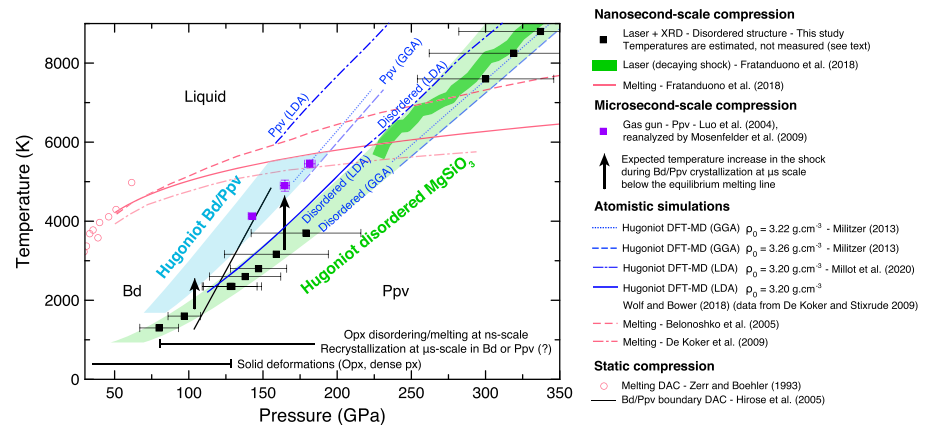 8000
6000
4000
2000
0
Temperature (K)
50
100
150
200
250
300
350
Pressure (GPa)
Liquid
Bd
Ppv
Ppv (LDA)
Ppv (GGA)
Disordered (LDA)
Disordered (LDA)
Disordered (GGA)
Hugoniot Bd/Ppv
Hugoniot disordered MgSiO3
Opx disordering/melting at ns-scale
Recrystallization at µs-scale in Bd or Ppv (?)
Solid deformations (Opx, dense px)
Nanosecond-scale compression
Laser + XRD - Disordered structure - This study
Temperatures are estimated, not measured (see text)
Laser (decaying shock) - Fratanduono et al. (2018)
Melting - Fratanduono et al. (2018)
Microsecond-scale compression
Gas gun - Ppv - Luo et al. (2004),
reanalyzed by Mosenfelder et al. (2009)
Expected temperature increase in the shock
during Bd/Ppv crystallization at µs scale
below the equilibrium melting line
Atomistic simulations
Hugoniot DFT-MD (GGA) ρ0 = 3.22 g.cm-3 - Militzer (2013)
Hugoniot DFT-MD (GGA) ρ0 = 3.26 g.cm-3 - Militzer (2013)
Hugoniot DFT-MD (LDA) ρ0 = 3.20 g.cm-3 - Millot et al. (2020)
Hugoniot DFT-MD (LDA) ρ0 = 3.20 g.cm-3
Wolf and Bower (2018) (data from De Koker and Stixrude 2009)
Melting - Belonoshko et al. (2005)
Melting - De Koker et al. (2009)
Static compression
Melting DAC - Zerr and Boehler (1993)
Bd/Ppv boundary DAC - Hirose et al. (2005)